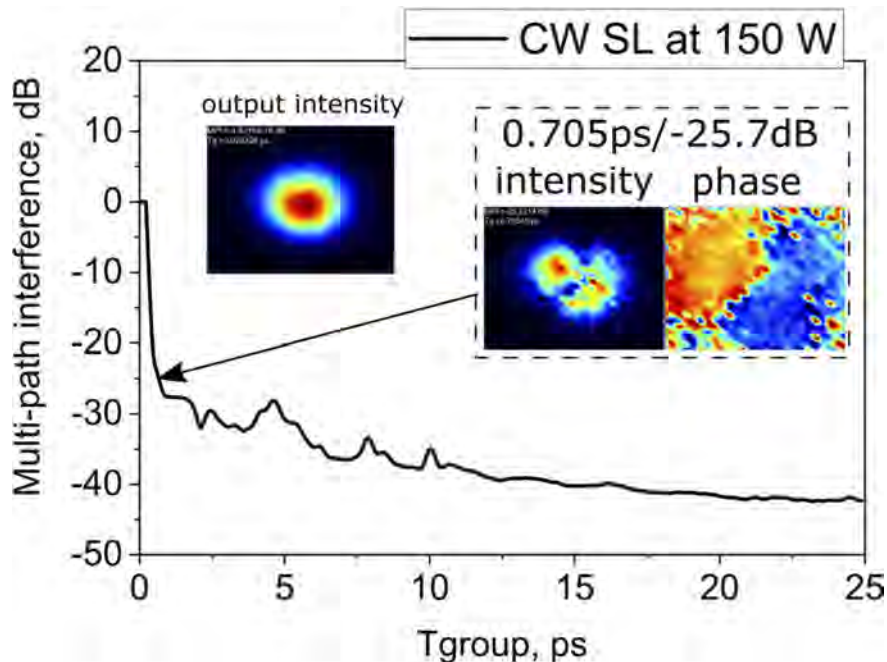 CW SL at 150 W
Multi-path interference, dB
20
10
0
-10
-20
-30
-40
-50
output intensity
0.705ps/-25.7dB
intensity phase
0
5
10
15
20
25
Tgroup, ps